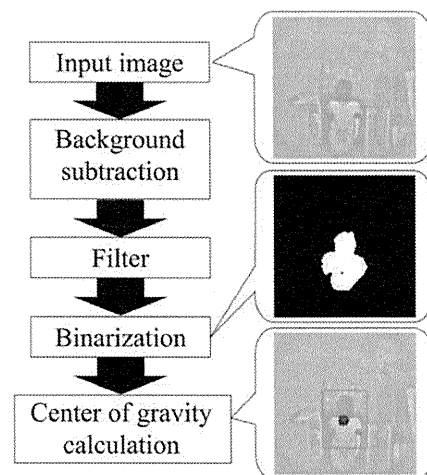 Input image
Background
subtraction
Filter
Binarization
Center of gravity
calculation